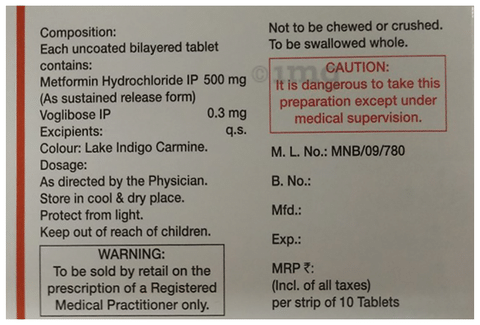 Composition:
Each uncoated bilayered tablet
contains:
Metformin Hydrochloride IP 500 mg
(As sustained release form)
Voglibose IP 0.3 mg
Excipients: q.s.
Colour: Lake Indigo Carmine.
Dosage:
As directed by the Physician.
Store in cool & dry place.
Protect from light.
Keep out of reach of children.
WARNING:
To be sold by retail on the
prescription of a Registered
Medical Practitioner only.
Not to be chewed or crushed.
To be swallowed whole.
©1mg
CAUTION:
It is dangerous to take this
preparation except under
medical supervision.
M. L. No.: MNB/09/780
B. No.:
Mfd.:
Exp.:
MRP ₹:
(Incl. of all taxes)
per strip of 10 Tablets